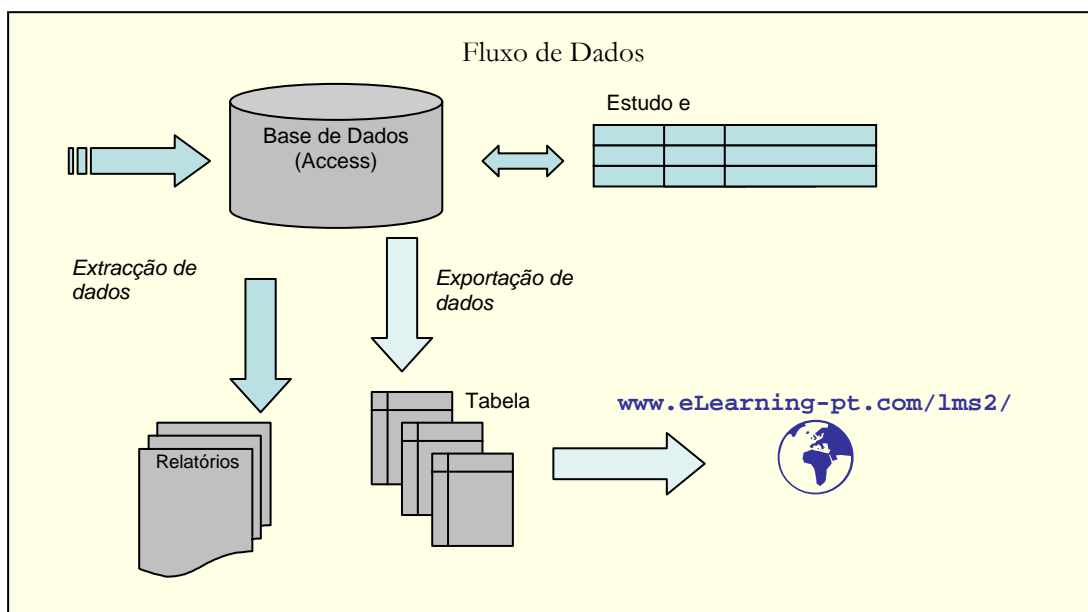 Fluxo de Dados
Estudo e
Base de Dados
(Access)
Extracção de
dados
Exportação de
dados
Tabela
www.eLearning-pt.com/lms2/
Relatórios